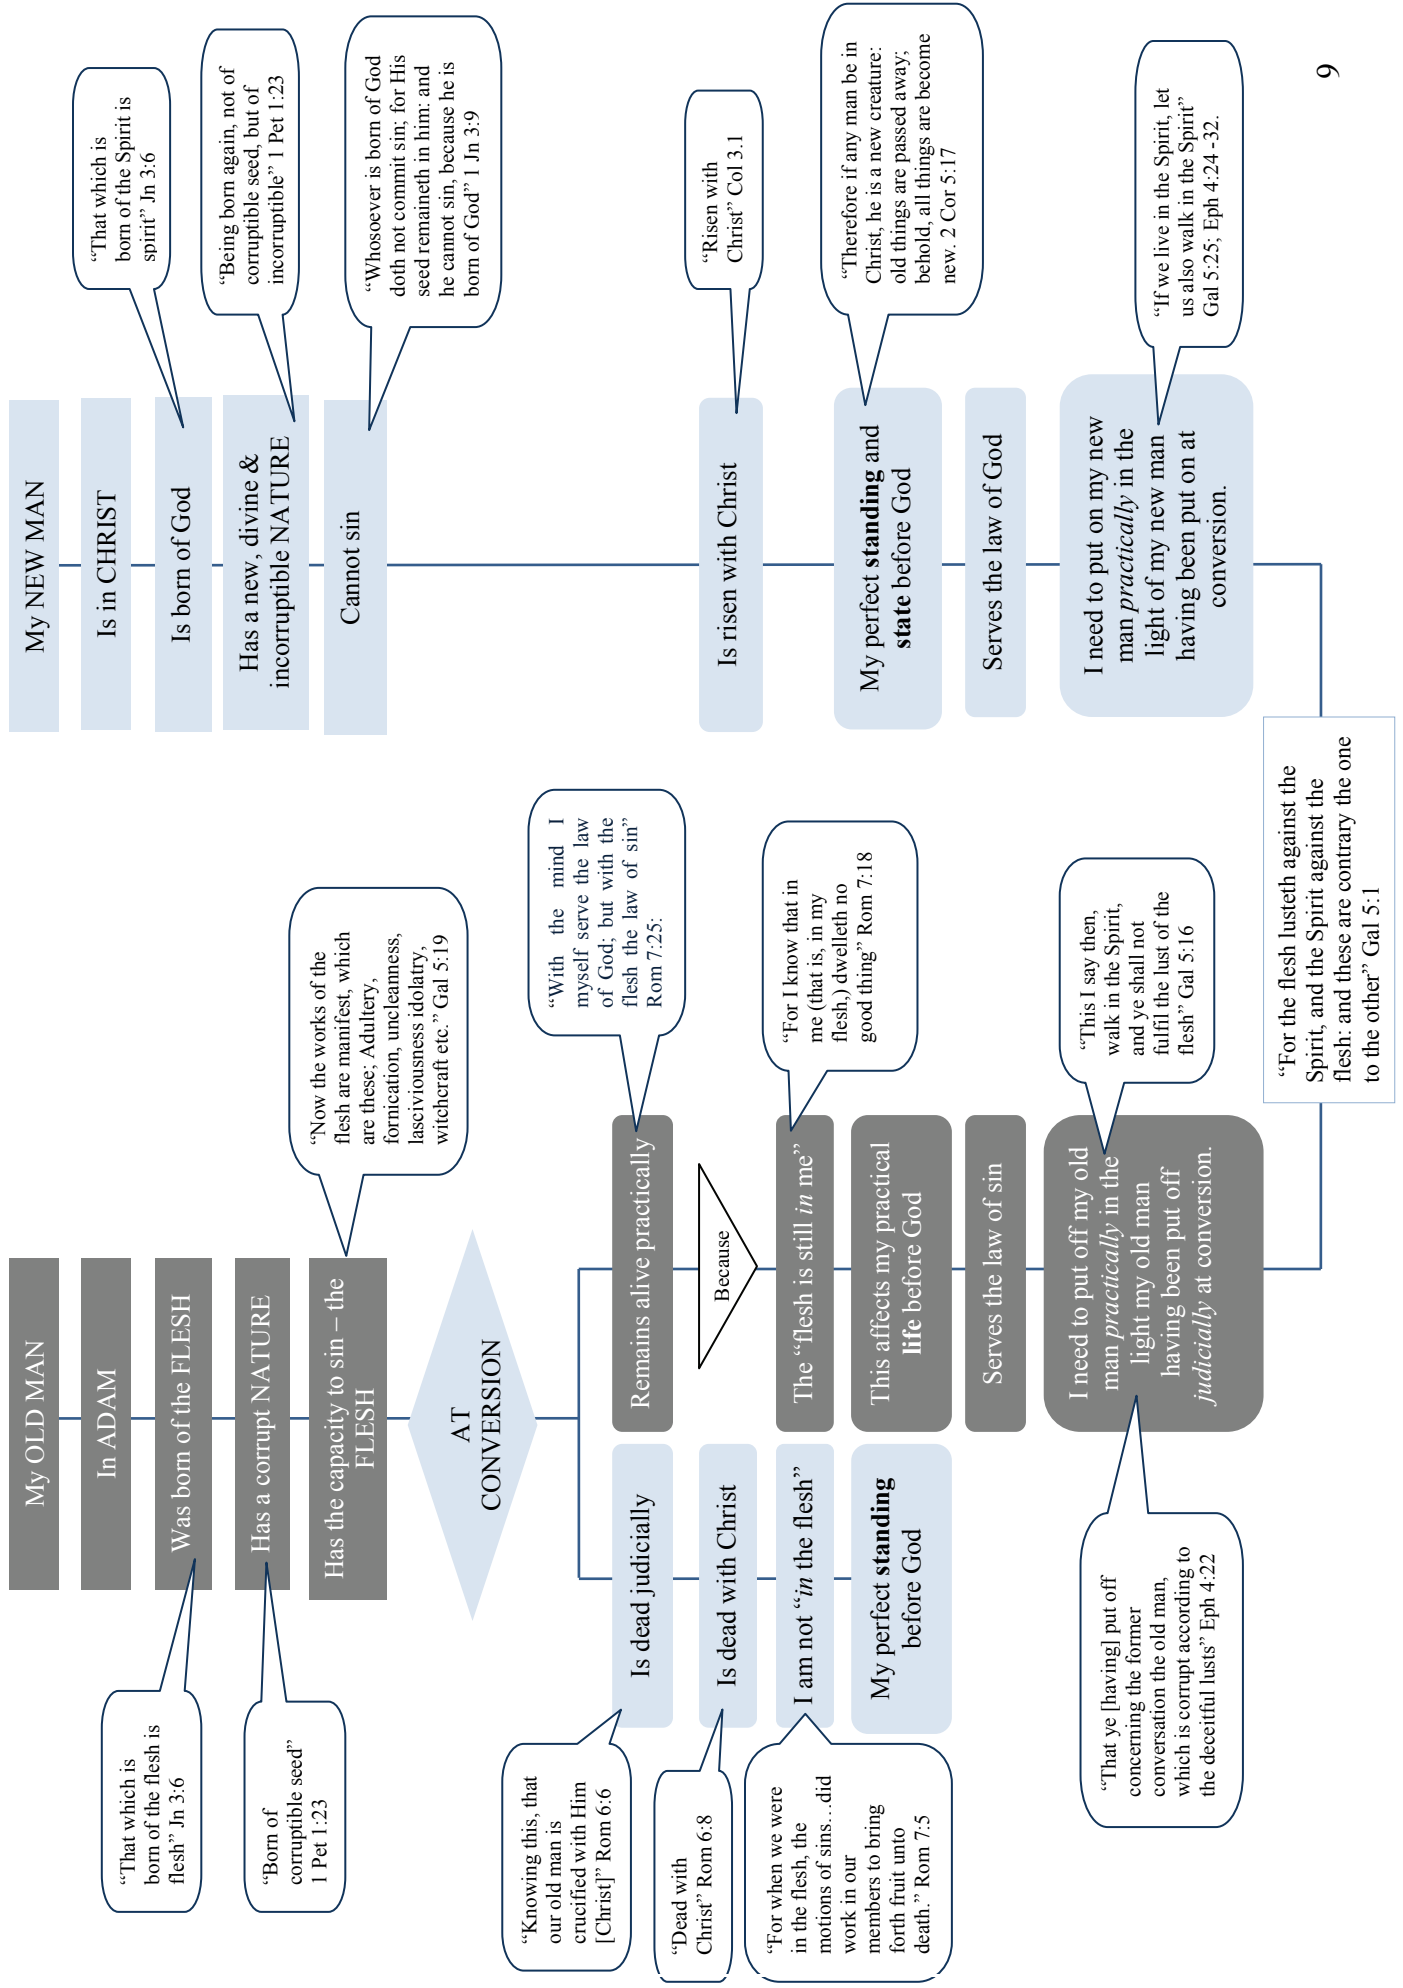 My OLD MAN
In ADAM
Was born of the FLESH
“That which is
born of the flesh is
flesh” Jn 3:6
Has a corrupt NATURE
“Born of
corruptible seed”
1 Pet 1:23
Has the capacity to sin – the
FLESH
“Now the works of the
flesh are manifest, which
are these; Adultery,
fornication, uncleanness,
lasciviousness idolatry,
witchcraft etc.” Gal 5:19
AT
CONVERSION
Is dead judicially
“Knowing this, that
our old man is
crucified with Him
[Christ]” Rom 6:6
Is dead with Christ
“Dead with
Christ” Rom 6:8
I am not “in the flesh”
“For when we were
in the flesh, the
motions of sins…did
work in our
members to bring
forth fruit unto
death.” Rom 7:5
My perfect standing
before God
Remains alive practically
“With the mind I
myself serve the law
of God; but with the
flesh the law of sin”
Rom 7:25:
Because
The “flesh is still in me”
“For I know that in
me (that is, in my
flesh,) dwelleth no
good thing” Rom 7:18
This affects my practical
life before God
Serves the law of sin
I need to put off my old
man practically in the
light my old man
having been put off
judicially at conversion.
“That ye [having] put off
concerning the former
conversation the old man,
which is corrupt according to
the deceitful lusts” Eph 4:22
“This I say then,
walk in the Spirit,
and ye shall not
fulfil the lust of the
flesh” Gal 5:16
“For the flesh lusteth against the
Spirit, and the Spirit against the
flesh: and these are contrary the one
to the other” Gal 5:1
My NEW MAN
Is in CHRIST
Is born of God
“That which is
born of the Spirit is
spirit” Jn 3:6
Has a new, divine &
incorruptible NATURE
“Being born again, not of
corruptible seed, but of
incorruptible” 1 Pet 1:23
Cannot sin
“Whosoever is born of God
doth not commit sin; for His
seed remaineth in him: and
he cannot sin, because he is
born of God” 1 Jn 3:9
Is risen with Christ
“Risen with
Christ” Col 3.1
My perfect standing and
state before God
“Therefore if any man be in
Christ, he is a new creature:
old things are passed away;
behold, all things are become
new. 2 Cor 5:17
Serves the law of God
I need to put on my new
man practically in the
light of my new man
having been put on at
conversion.
“If we live in the Spirit, let
us also walk in the Spirit”
Gal 5:25; Eph 4:24 -32.
9